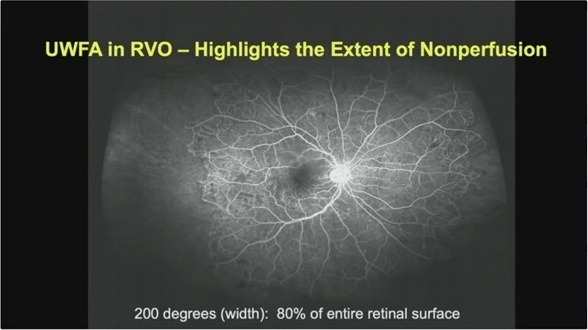 UWFA in RVO – Highlights the Extent of Nonperfusion
200 degrees (width): 80% of entire retinal surface